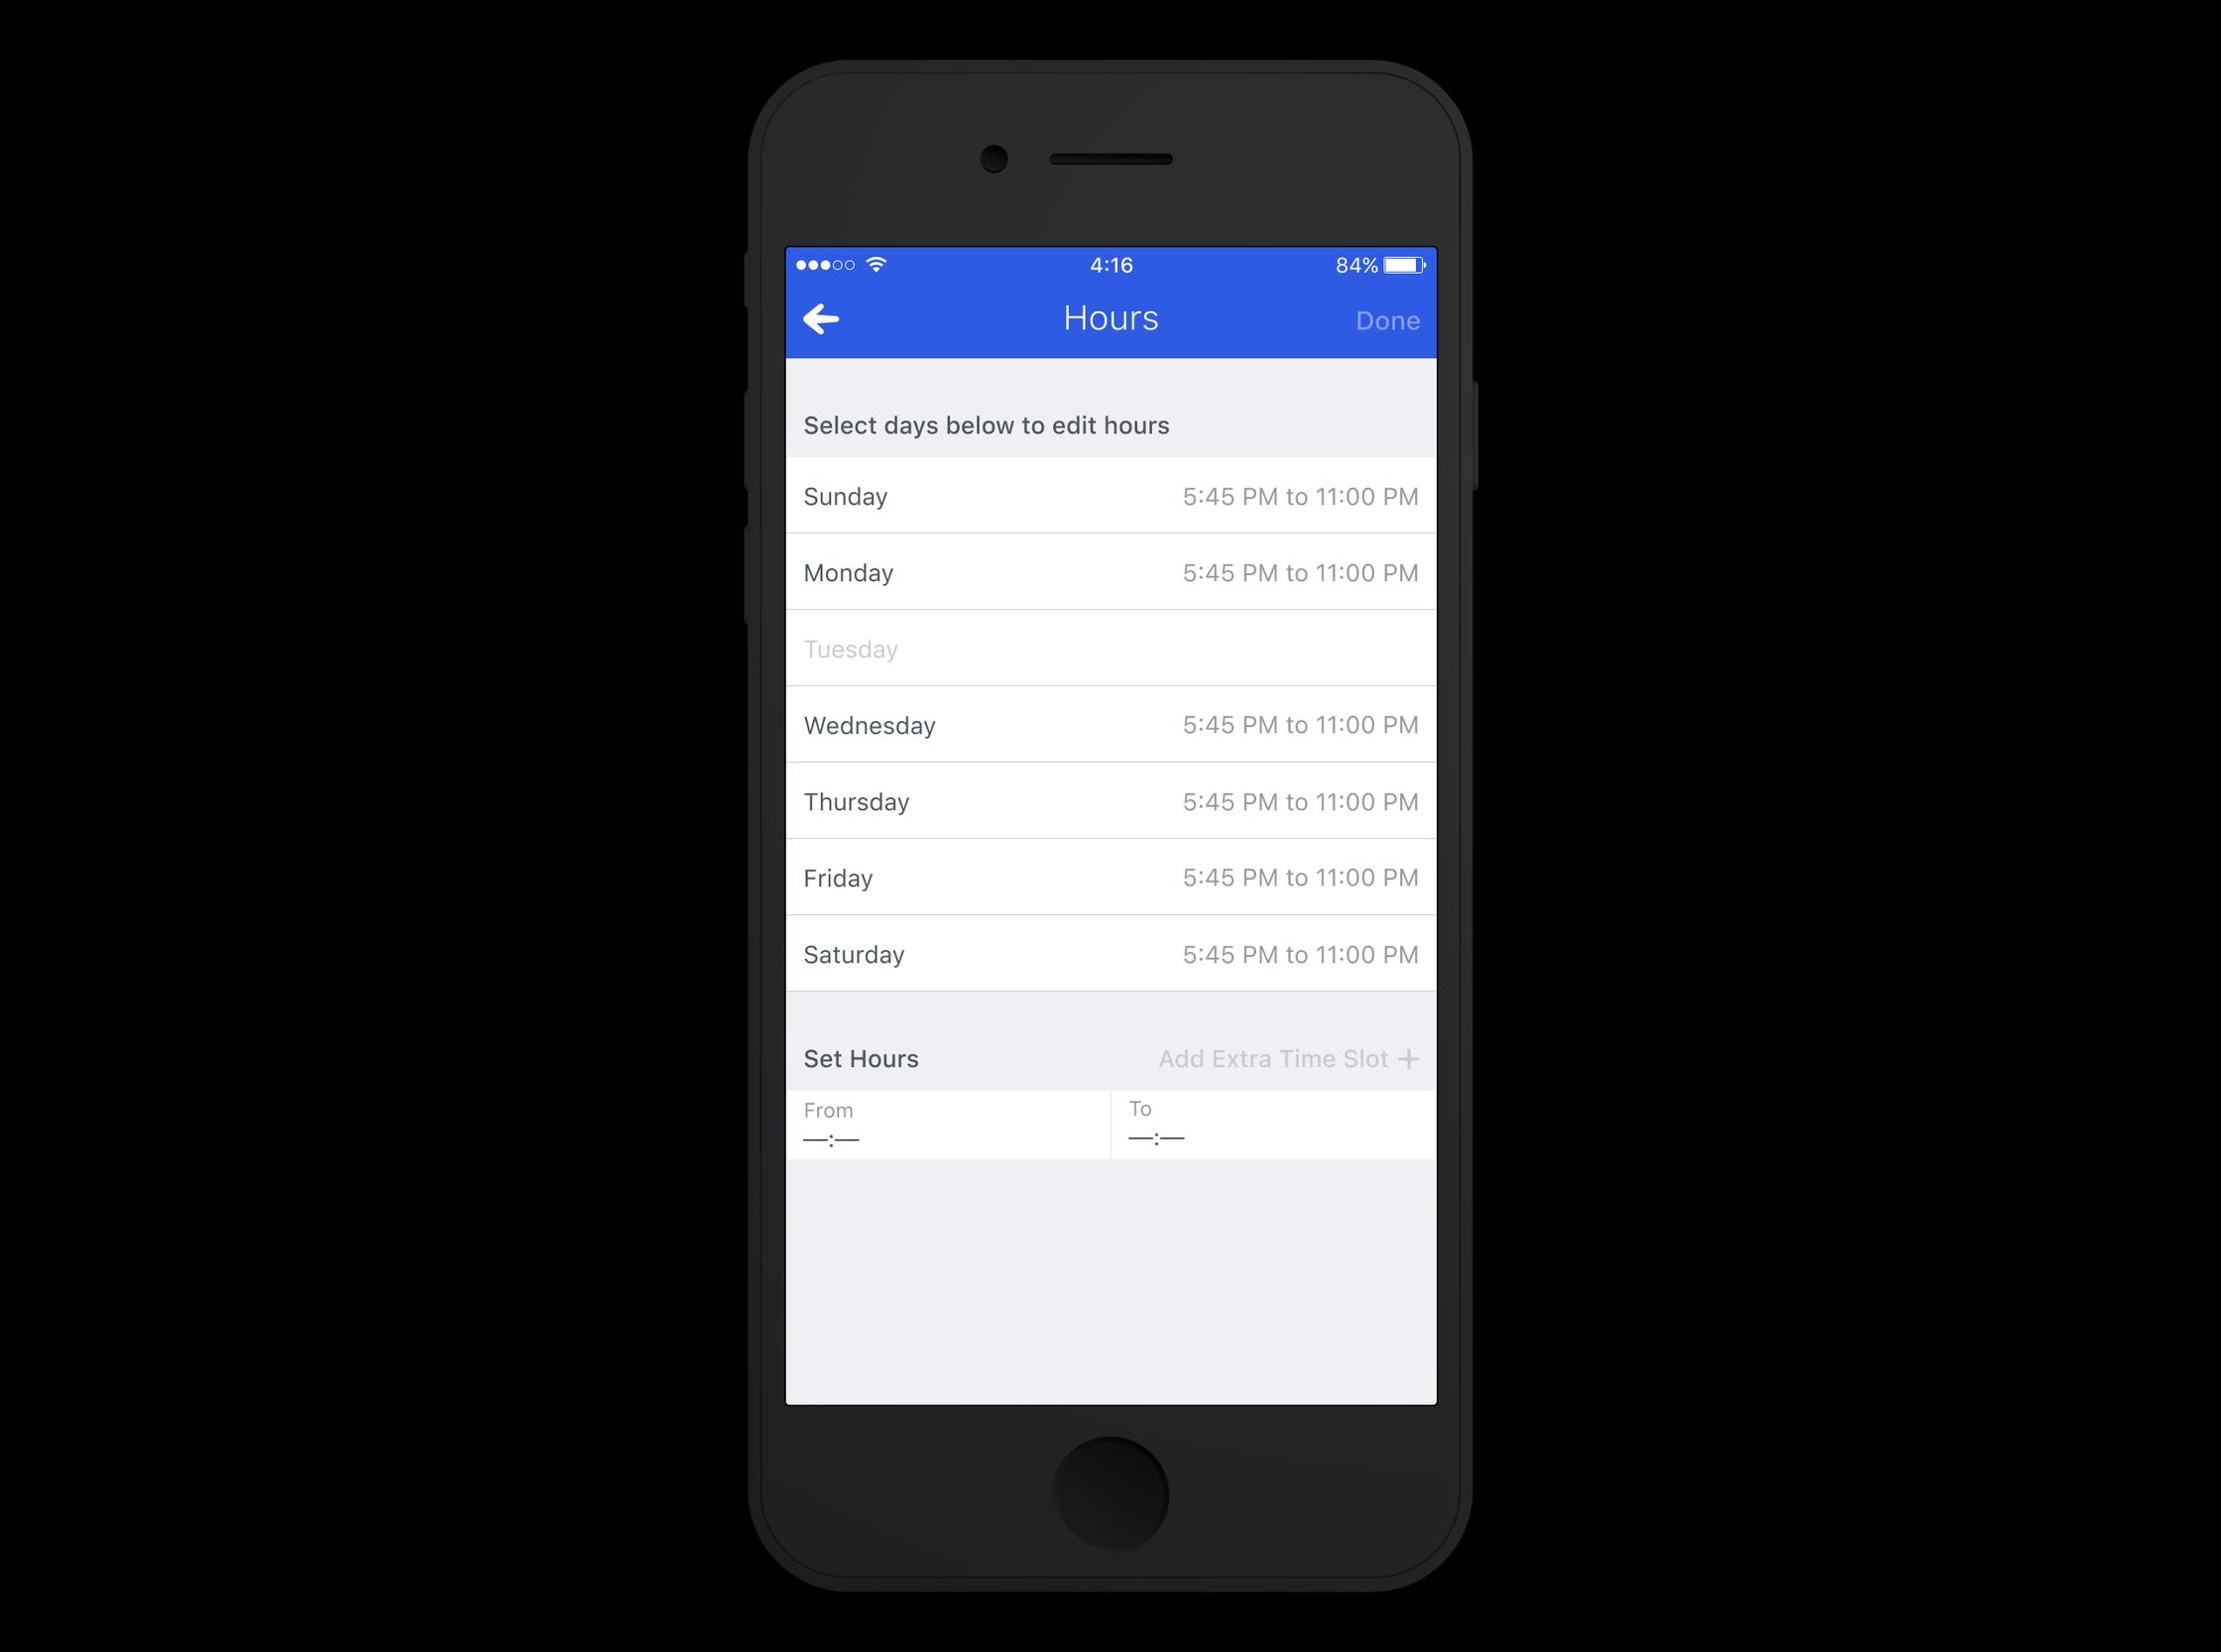 4:16
84%
Hours
Done
Select days below to edit hours
Sunday 5:45 PM to 11:00 PM
Monday 5:45 PM to 11:00 PM
Tuesday
Wednesday 5:45 PM to 11:00 PM
Thursday 5:45 PM to 11:00 PM
Friday 5:45 PM to 11:00 PM
Saturday 5:45 PM to 11:00 PM
Set Hours Add Extra Time Slot +
From To
—:— —:—